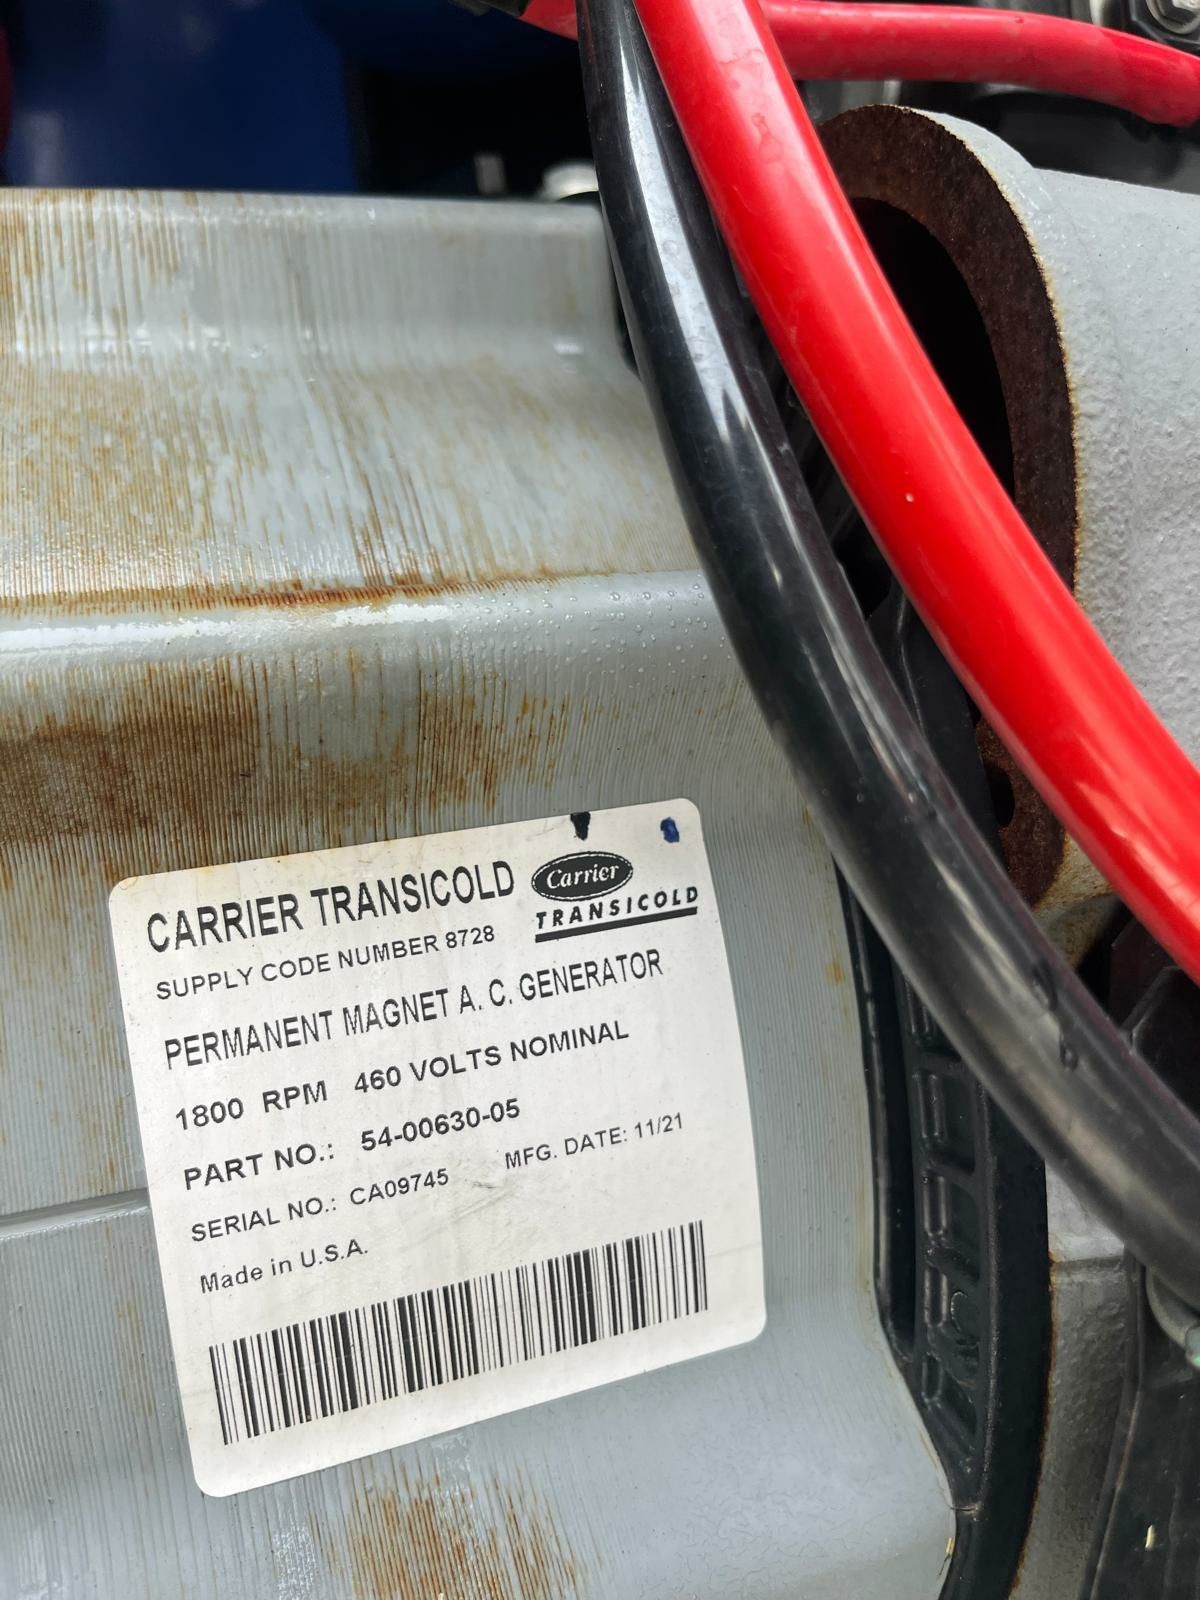 CARRIER TRANSICOLD
Carrier
TRANSICOLD
SUPPLY CODE NUMBER 8728
PERMANENT MAGNET A. C. GENERATOR
1800 RPM 460 VOLTS NOMINAL
PART NO.: 54-00630-05
SERIAL NO.: CA09745 MFG. DATE: 11/21
Made in U.S.A.